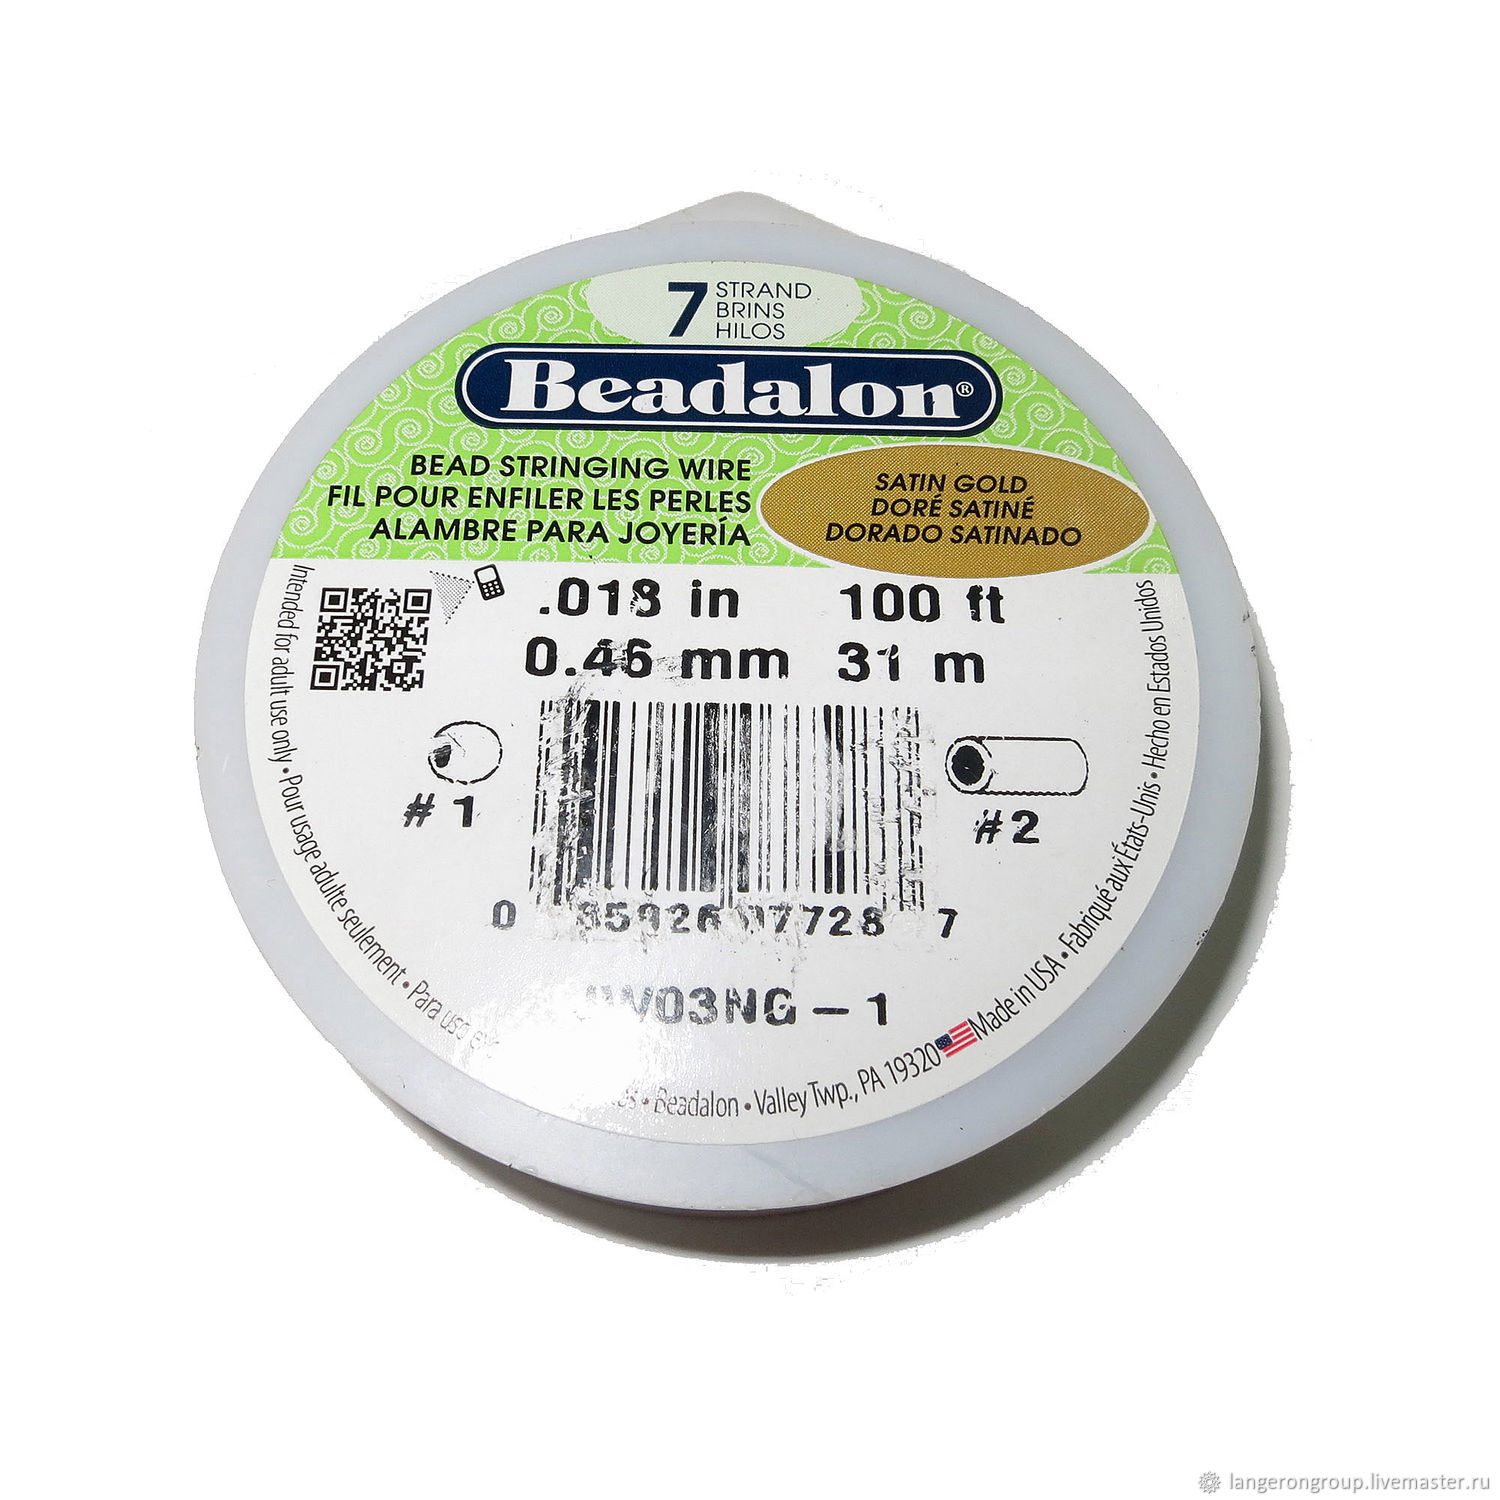 7 STRAND
BRINS
HILOS
Beadalon®
BEAD STRINGING WIRE
FIL POUR ENFILER LES PERLES
ALAMBRE PARA JOYERÍA
SATIN GOLD
DORÉ SATINÉ
DORADO SATINADO
.018 in 100 ft
0.46 mm 31 m
#1
#2
0 7728 7
Intended for adult use only • Pour usage adulte seulement • Para uso
• Beadalon • Valley Twp., PA 19320 Made in USA • Fabriqué aux États-Unis • Hecho en Estados Unidos
langerongroup.livemaster.ru